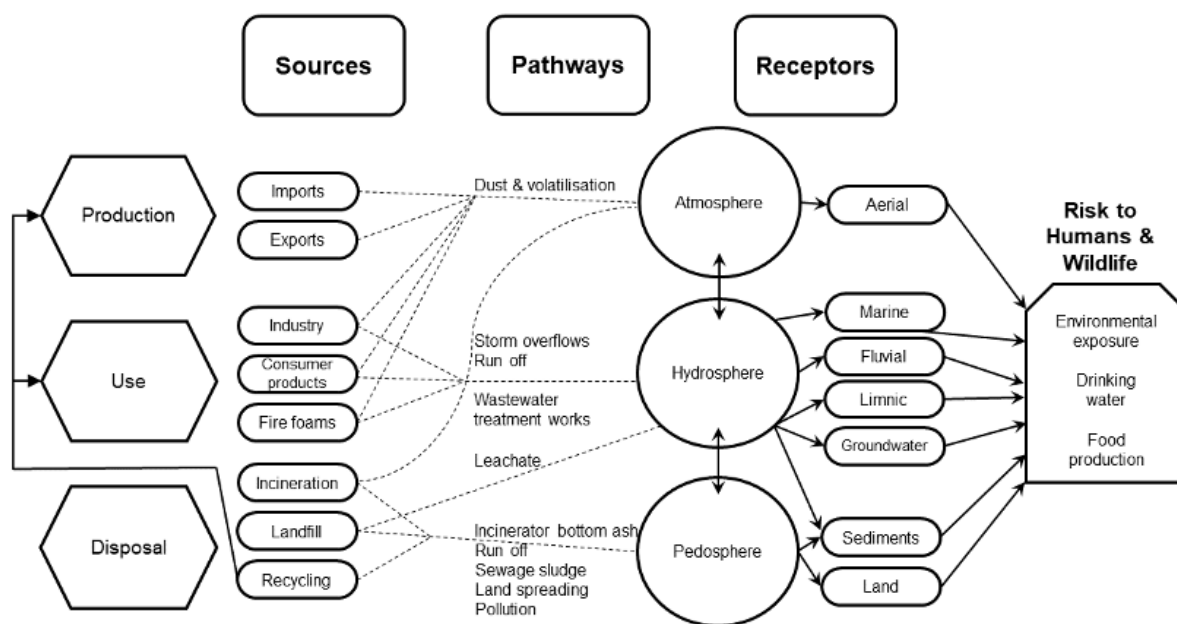 Sources
Pathways
Receptors
Production
Use
Disposal
Imports
Exports
Industry
Consumer
products
Fire foams
Incineration
Landfill
Recycling
Dust & volatilisation
Storm overflows
Run off
Wastewater
treatment works
Leachate
Incinerator bottom ash
Run off
Sewage sludge
Land spreading
Pollution
Atmosphere
Hydrosphere
Pedosphere
Aerial
Marine
Fluvial
Limnic
Groundwater
Sediments
Land
Risk to
Humans &
Wildlife
Environmental
exposure
Drinking
water
Food
production